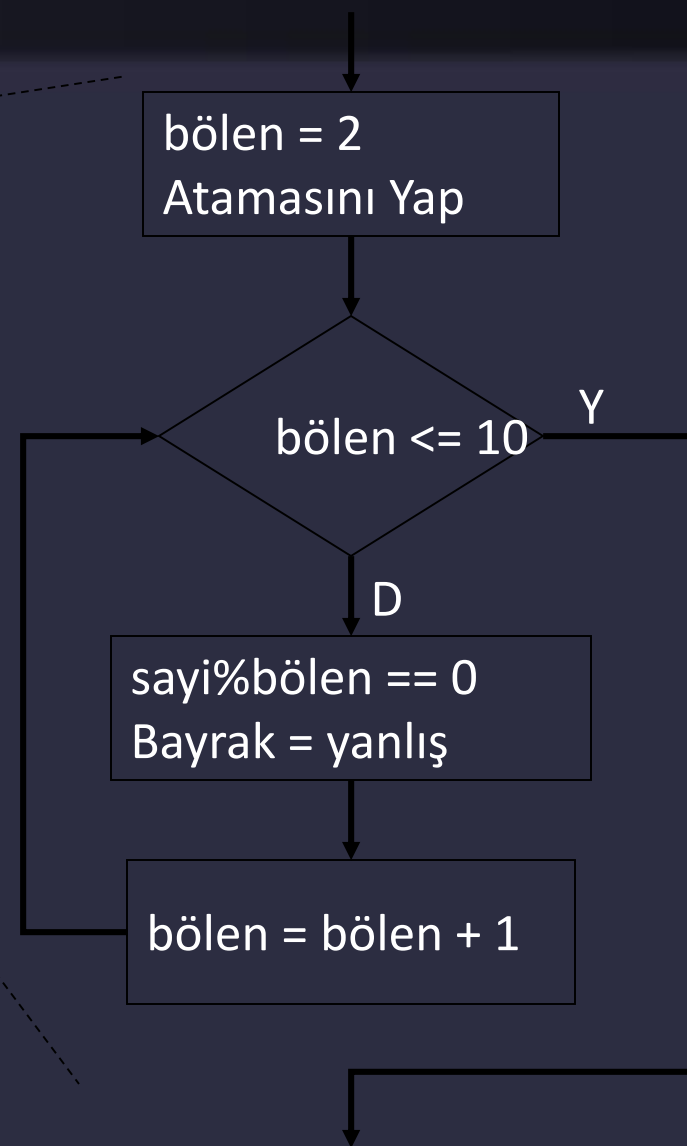 bölen = 2
Atamasını Yap
bölen <= 10
Y
D
sayi%bölen == 0
Bayrak = yanlış
bölen = bölen + 1